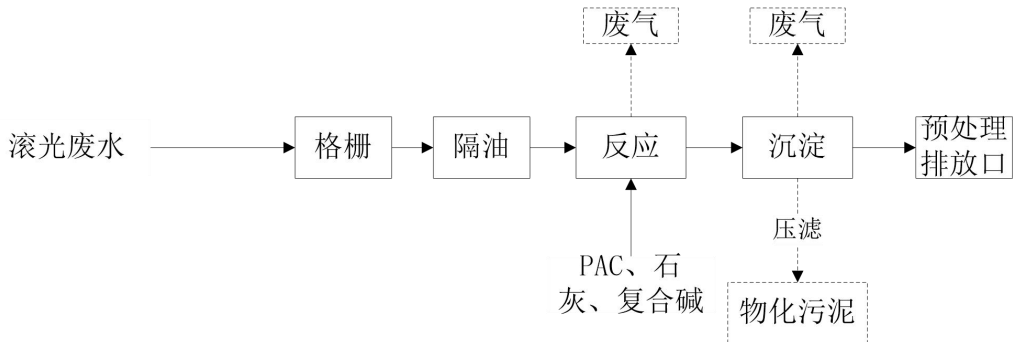 废气
废气
滚光废水
格栅
隔油
反应
沉淀
预处理
排放口
压滤
PAC、石
灰、复合碱
物化污泥